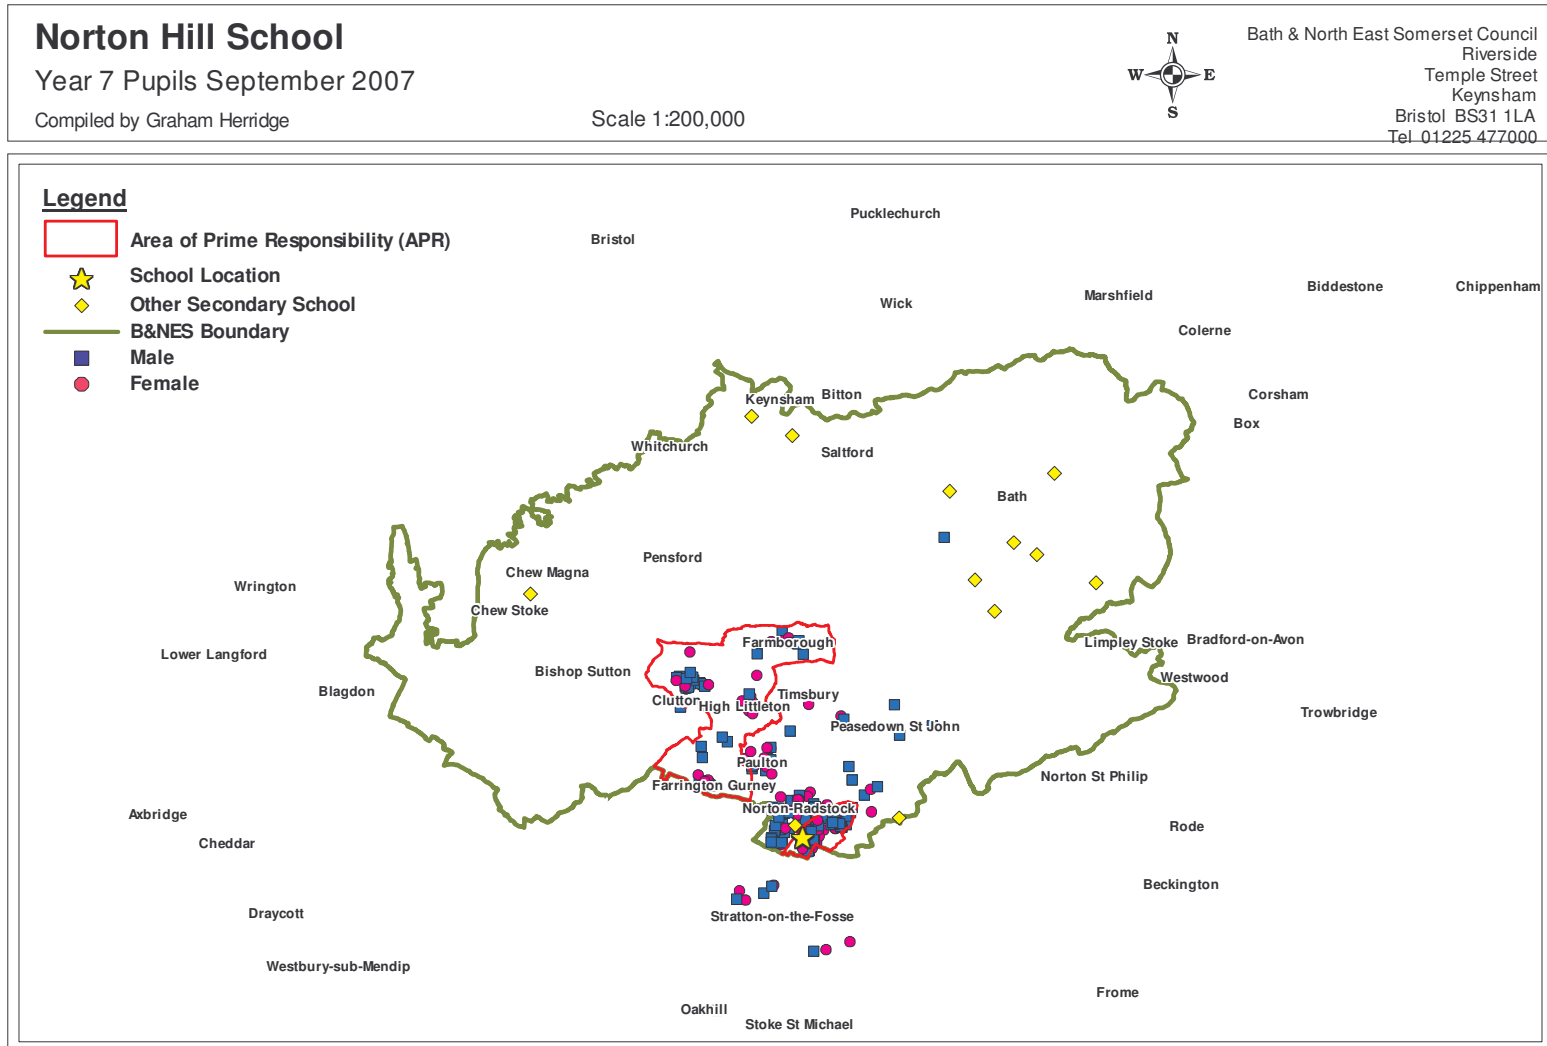 Norton Hill School
Year 7 Pupils September 2007
Compiled by Graham Herridge
Scale 1:200,000
N
W E
S
Bath & North East Somerset Council
Riverside
Temple Street
Keynsham
Bristol BS31 1LA
Tel 01225 477000
Legend
Area of Prime Responsibility (APR)
School Location
Other Secondary School
B&NES Boundary
Male
Female
Pucklechurch
Bristol
Biddestone
Chippenham
Marshfield
Wick
Colerne
Corsham
Bitton
Keynsham
Box
Whitchurch
Saltford
Bath
Pensford
Chew Magna
Wrington
Chew Stoke
Limpley Stoke
Bradford-on-Avon
Farmborough
Lower Langford
Bishop Sutton
Westwood
Blagdon
Timsbury
Clutton
High Littleton
Trowbridge
Peasedown St John
Paulton
Norton St Philip
Farrington Gurney
Norton-Radstock
Axbridge
Rode
Cheddar
Beckington
Draycott
Stratton-on-the-Fosse
Westbury-sub-Mendip
Frome
Oakhill
Stoke St Michael